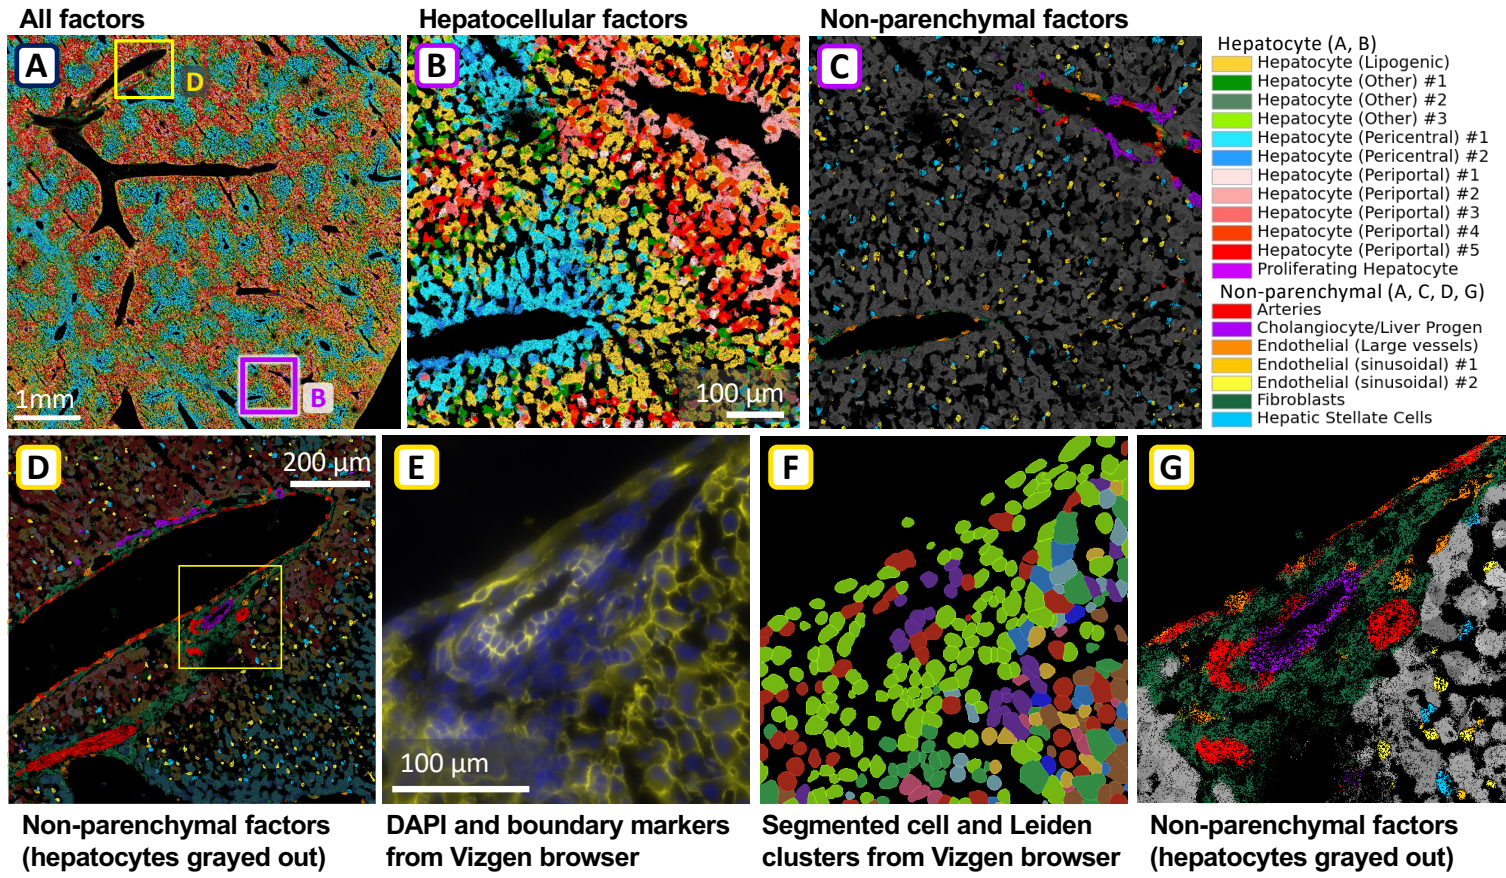 All factors
Hepatocellular factors
Non-parenchymal factors
A
D
B
1mm
B
100 µm
C
Hepatocyte (A, B)
Hepatocyte (Lipogenic)
Hepatocyte (Other) #1
Hepatocyte (Other) #2
Hepatocyte (Other) #3
Hepatocyte (Pericentral) #1
Hepatocyte (Pericentral) #2
Hepatocyte (Periportal) #1
Hepatocyte (Periportal) #2
Hepatocyte (Periportal) #3
Hepatocyte (Periportal) #4
Hepatocyte (Periportal) #5
Proliferating Hepatocyte
Non-parenchymal (A, C, D, G)
Arteries
Cholangiocyte/Liver Progen
Endothelial (Large vessels)
Endothelial (sinusoidal) #1
Endothelial (sinusoidal) #2
Fibroblasts
Hepatic Stellate Cells
D
200 µm
E
100 µm
F
G
Non-parenchymal factors
(hepatocytes grayed out)
DAPI and boundary markers
from Vizgen browser
Segmented cell and Leiden
clusters from Vizgen browser
Non-parenchymal factors
(hepatocytes grayed out)